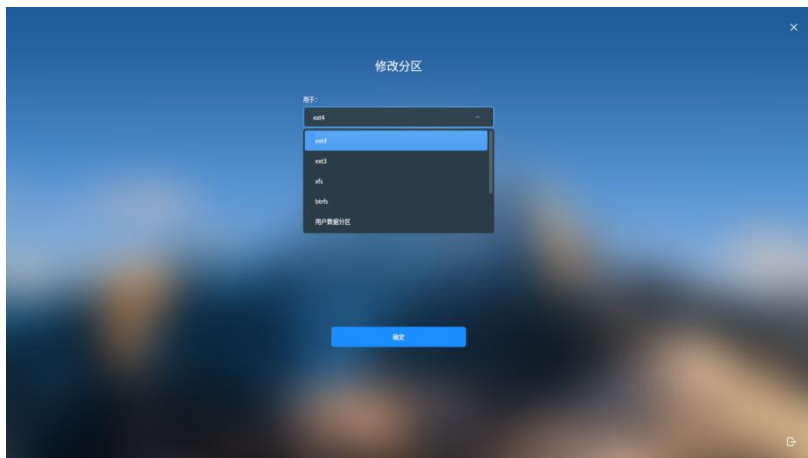 修改分区
用于:
ext4
ext4
ext3
xfs
btrfs
用户数据分区
确定